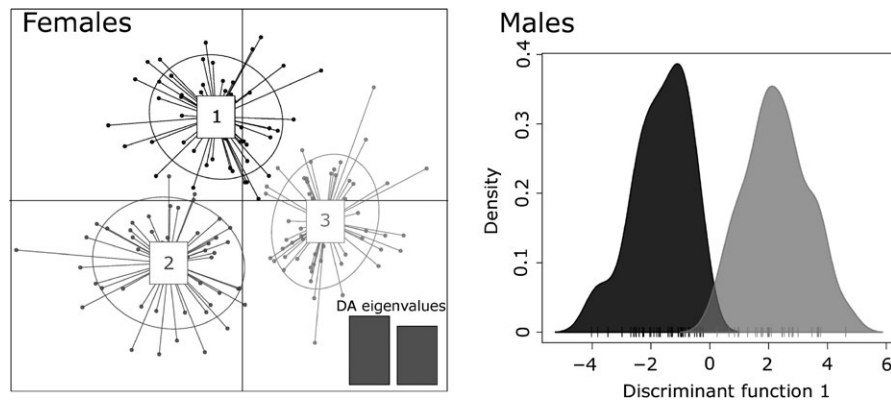 Females
1
2
3
DA eigenvalues
Males
Density
0.4
0.3
0.2
0.1
0
−4
−2
0
2
4
6
Discriminant function 1